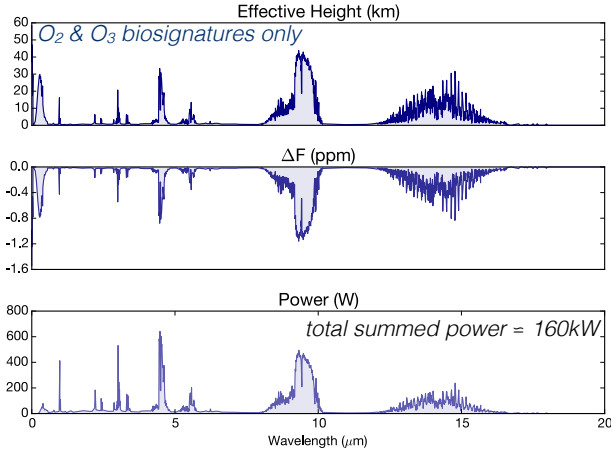 Effective Height (km)
60
50
40
30
20
10
0
O₂ & O₃ biosignatures only
ΔF (ppm)
0.0
-0.4
-0.8
-1.2
-1.6
Power (W)
800
600
400
200
0
total summed power ≈ 160kW
0 5 10 15 20
Wavelength (μm)